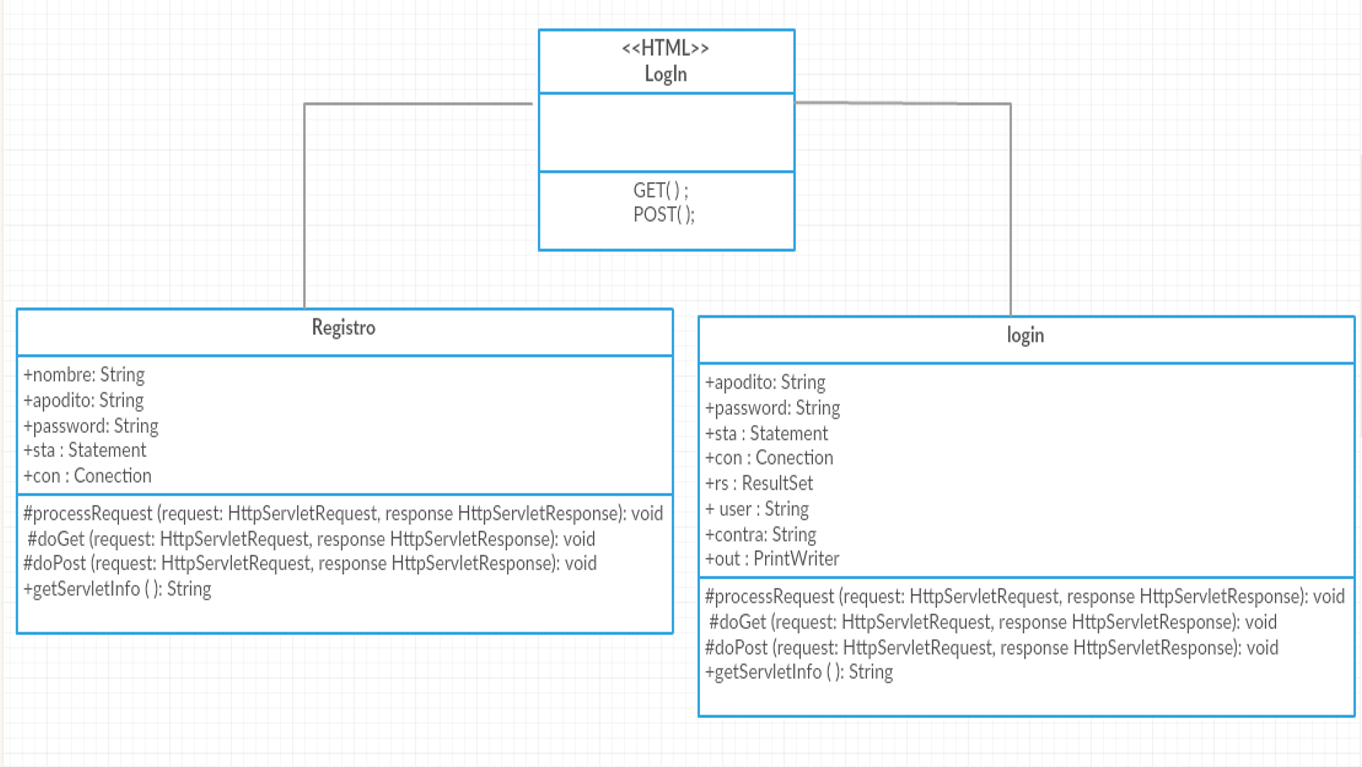 <<HTML>>
LogIn
GET( ) ;
POST( );
Registro
+nombre: String
+apodito: String
+password: String
+sta : Statement
+con : Conection
#processRequest (request: HttpServletRequest, response HttpServletResponse): void
#doGet (request: HttpServletRequest, response HttpServletResponse): void
#doPost (request: HttpServletRequest, response HttpServletResponse): void
+getServletInfo ( ): String
login
+apodito: String
+password: String
+sta : Statement
+con : Conection
+rs : ResultSet
+ user : String
+contra: String
+out : PrintWriter
#processRequest (request: HttpServletRequest, response HttpServletResponse): void
#doGet (request: HttpServletRequest, response HttpServletResponse): void
#doPost (request: HttpServletRequest, response HttpServletResponse): void
+getServletInfo ( ): String